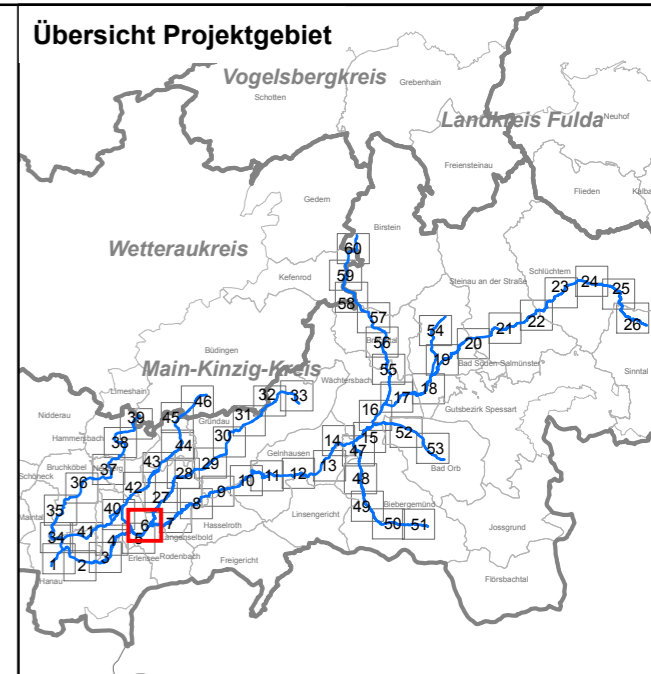 Übersicht Projektgebiet
Vogelsbergkreis
Grebenhain
Schotten
Landkreis Fulda
Neuhof
Freiensteinau
Flieden
Gedern
Birstein
Wetteraukreis
60
Kefenrod
59
Steinau an der Straße
Schlüchtern
24
23
25
58
57
54
22
26
21
56
20
Sinntal
Main-Kinzig-Kreis
Büdingen
19
Bad Soden-Salmünster
55
Wächtersbach
18
17
Gutsbezirk Spessart
Limeshain
46
32
33
Nidderau
39
45
31
16
Gründau
30
15
52
Hammersbach
38
44
14
Gelnhausen
47
53
Bad Orb
Bruchköbel
37
43
29
13
12
11
10
28
48
Schöneck
36
42
9
Linsengericht
27
8
49
Biebergemünd
Maintal
35
40
6
7
Hasselroth
50
51
Jossgrund
41
34
4
5
Langenselbold
Erlensee
Rodenbach
Freigericht
3
2
1
Hanau
Flörsbachtal